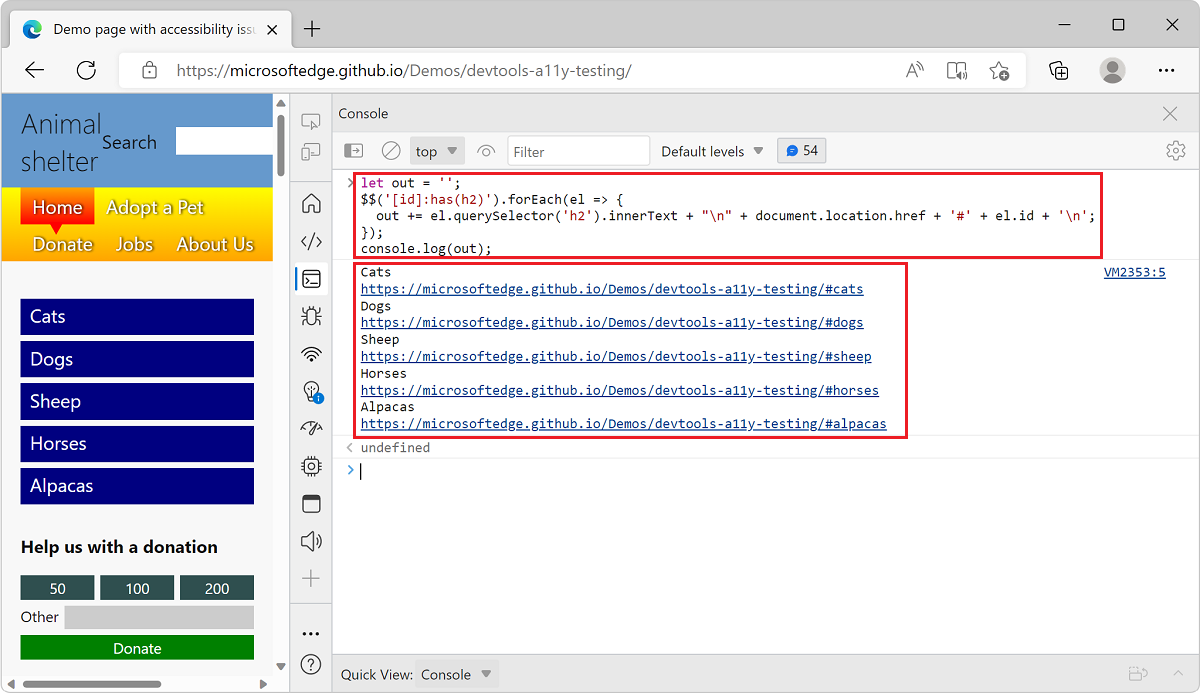 Demo page with accessibility issu
https://microsoftedge.github.io/Demos/devtools-a11y-testing/
Animal
shelter
Search
Home
Adopt a Pet
Donate
Jobs
About Us
Cats
Dogs
Sheep
Horses
Alpacas
Help us with a donation
50
100
200
Other
Donate
Console
top
Filter
Default levels
54
let out = '';
$$('[id]:has(h2)').forEach(el => {
out += el.querySelector('h2').innerText + "\n" + document.location.href + '#' + el.id + '\n';
});
console.log(out);
Cats
VM2353:5
https://microsoftedge.github.io/Demos/devtools-a11y-testing/#cats
Dogs
https://microsoftedge.github.io/Demos/devtools-a11y-testing/#dogs
Sheep
https://microsoftedge.github.io/Demos/devtools-a11y-testing/#sheep
Horses
https://microsoftedge.github.io/Demos/devtools-a11y-testing/#horses
Alpacas
https://microsoftedge.github.io/Demos/devtools-a11y-testing/#alpacas
undefined
Quick View:
Console